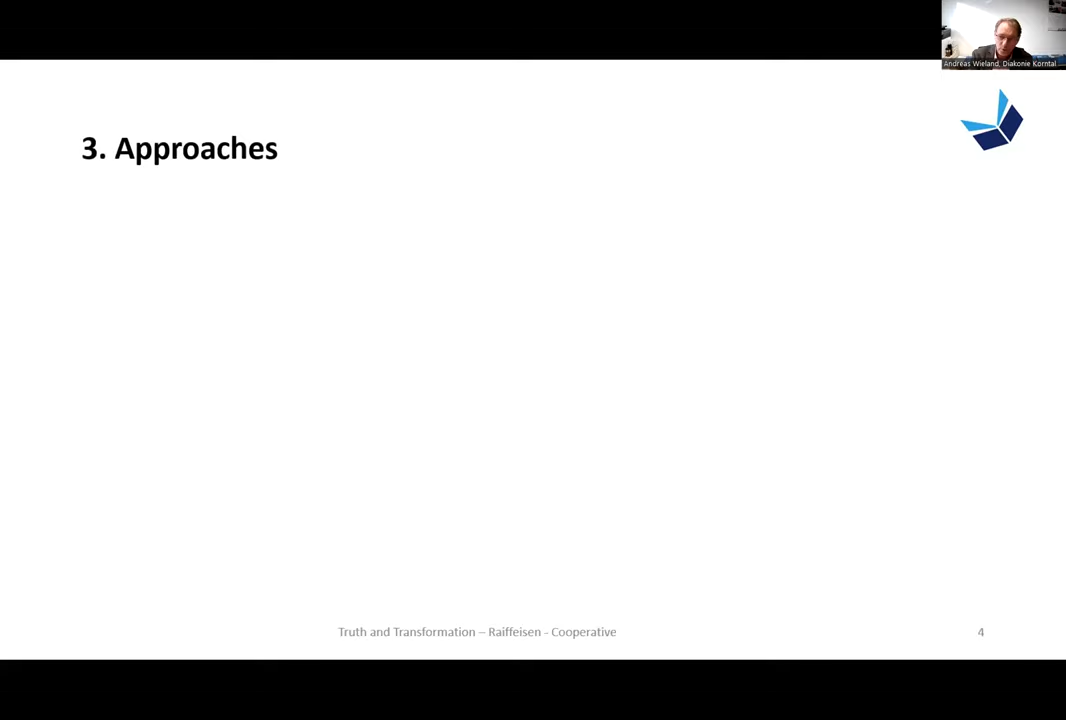 Andreas Wieland, Diakonie Korntal
3. Approaches
Truth and Transformation – Raiffeisen - Cooperative
4